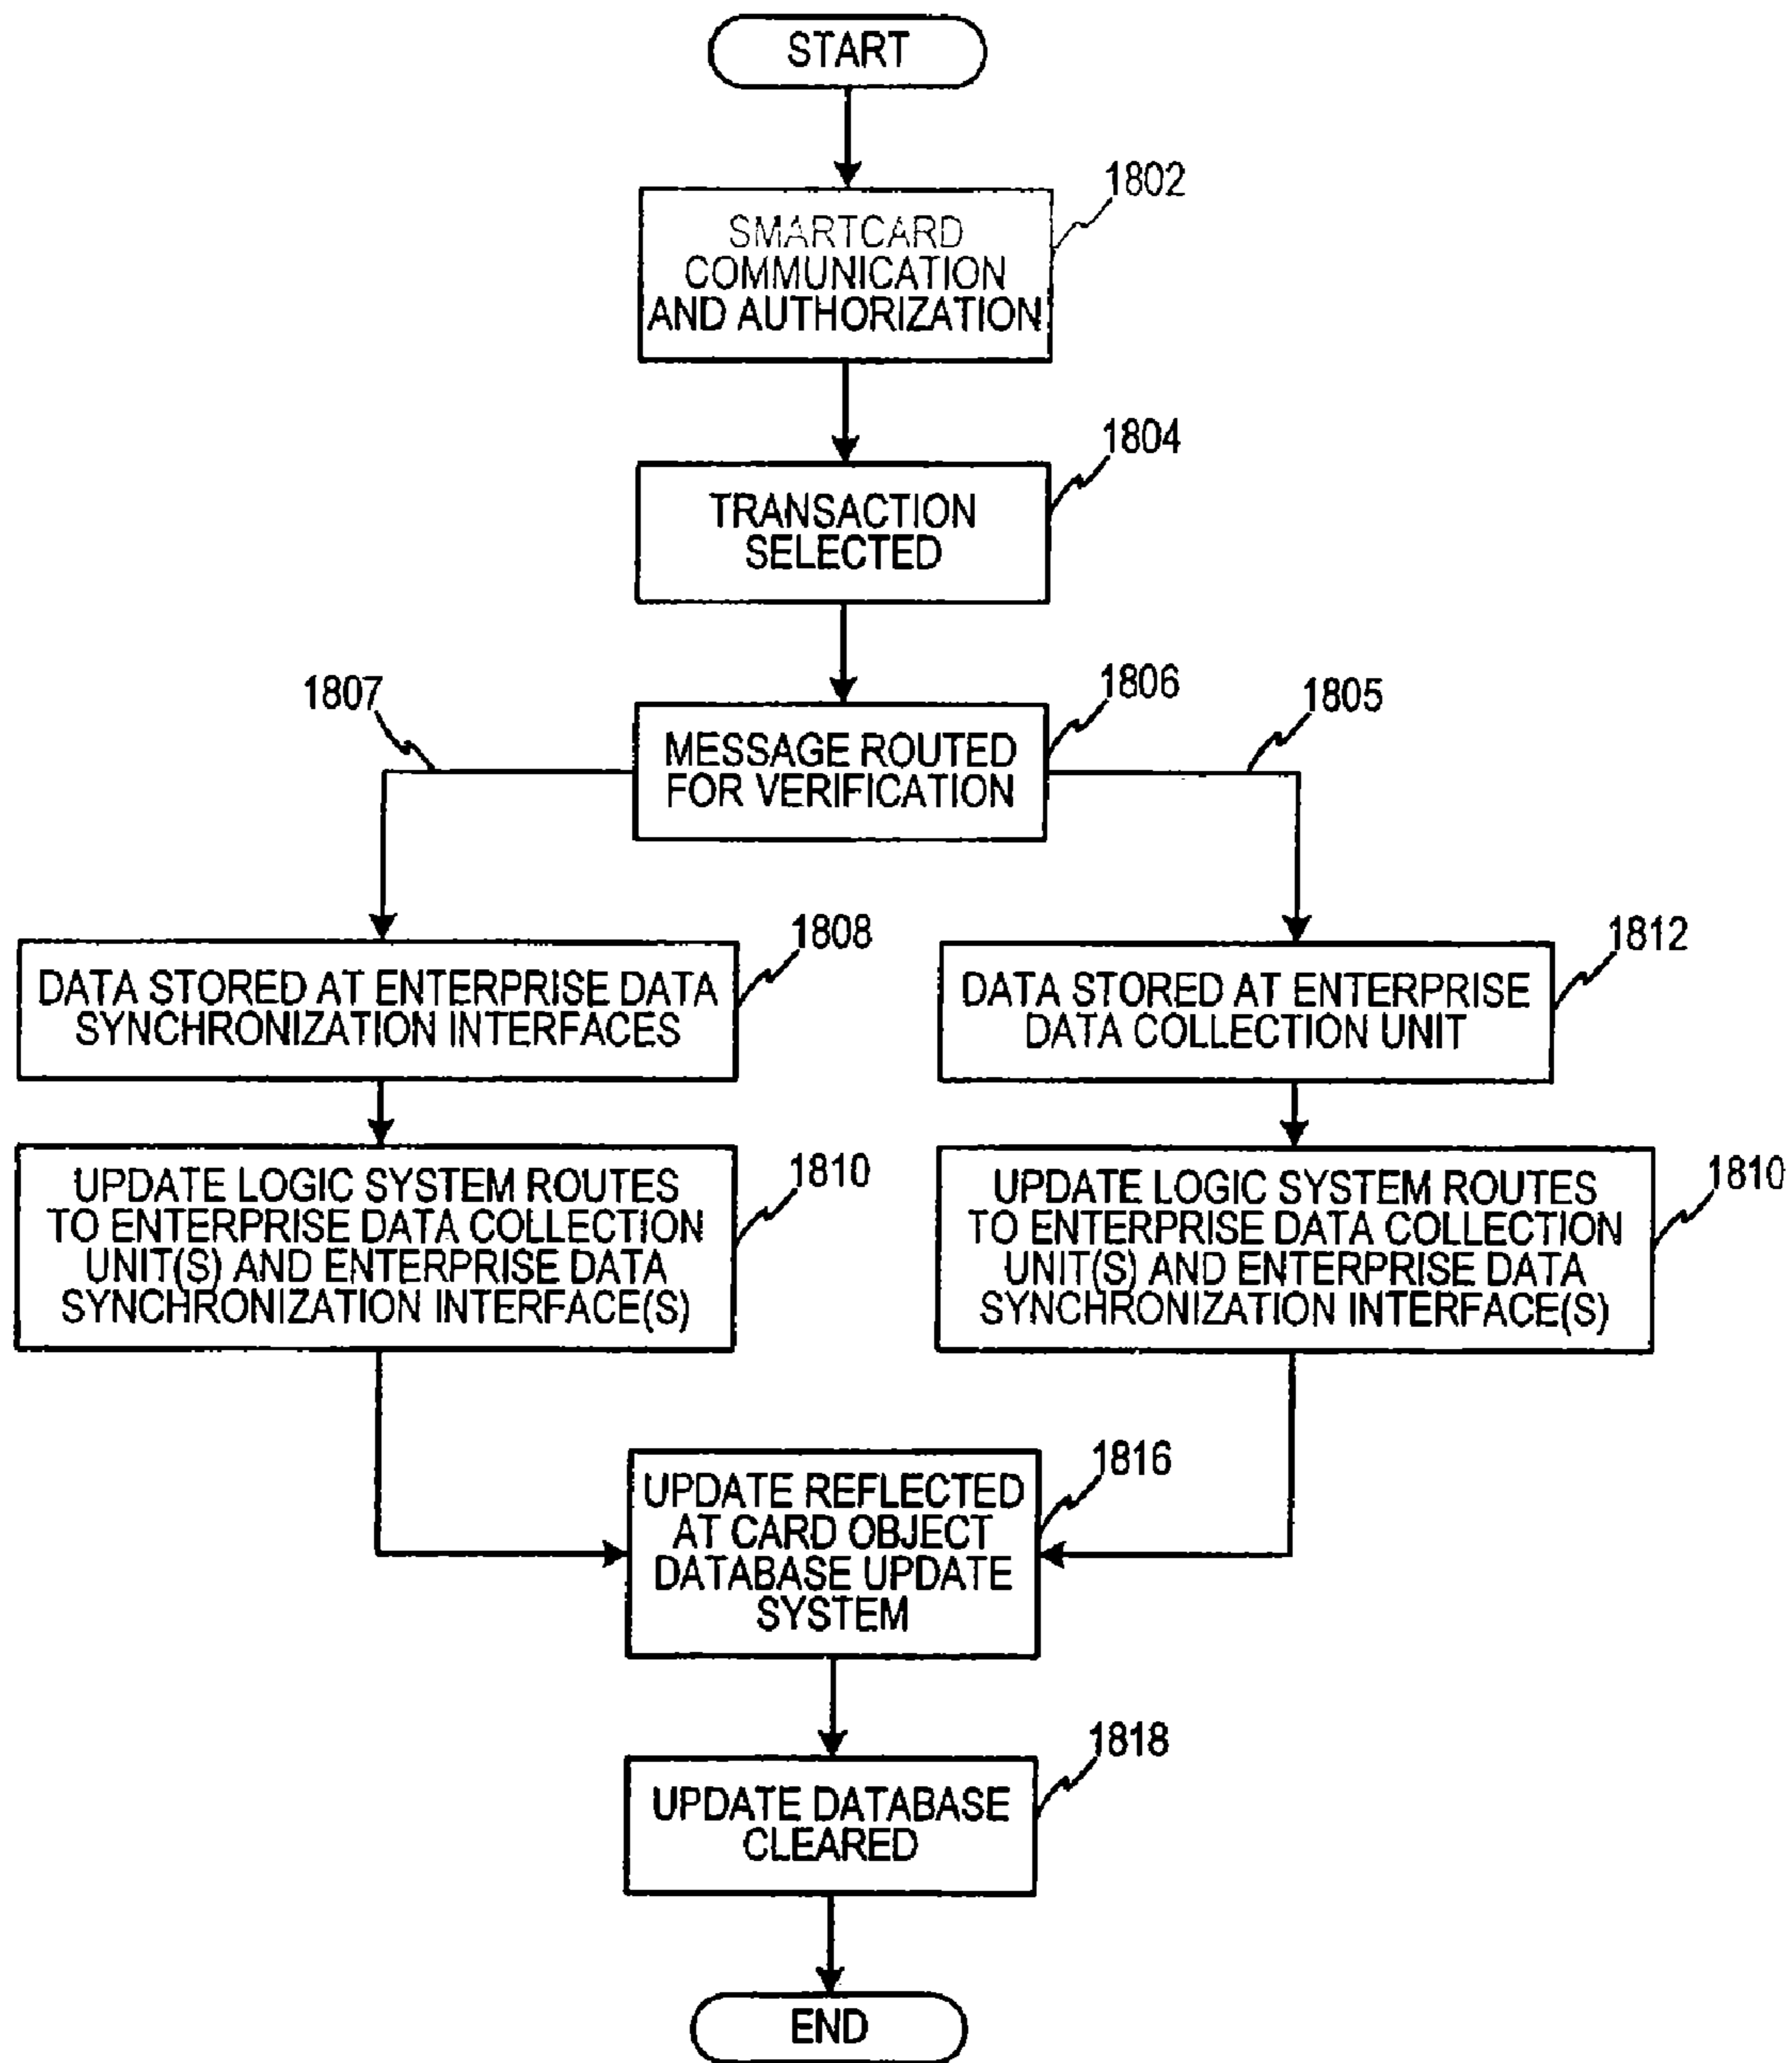 START
1802
SMARTCARD
COMMUNICATION
AND AUTHORIZATION
1804
TRANSACTION
SELECTED
1807
1806
1805
MESSAGE ROUTED
FOR VERIFICATION
1808
DATA STORED AT ENTERPRISE DATA
SYNCHRONIZATION INTERFACES
1812
DATA STORED AT ENTERPRISE
DATA COLLECTION UNIT
1810
UPDATE LOGIC SYSTEM ROUTES
TO ENTERPRISE DATA COLLECTION
UNIT(S) AND ENTERPRISE DATA
SYNCHRONIZATION INTERFACE(S)
1810
UPDATE LOGIC SYSTEM ROUTES
TO ENTERPRISE DATA COLLECTION
UNIT(S) AND ENTERPRISE DATA
SYNCHRONIZATION INTERFACE(S)
1816
UPDATE REFLECTED
AT CARD OBJECT
DATABASE UPDATE
SYSTEM
1818
UPDATE DATABASE
CLEARED
END